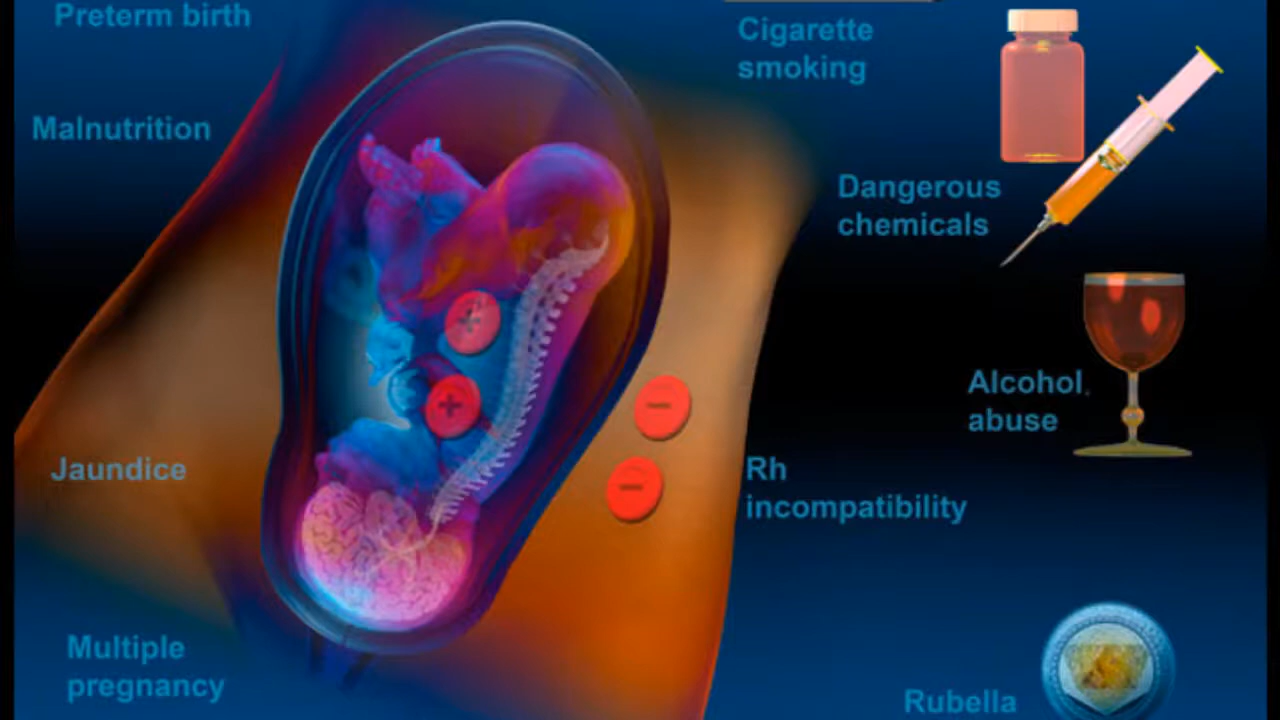 Preterm birth
Malnutrition
Jaundice
Multiple
pregnancy
Cigarette
smoking
Dangerous
chemicals
Alcohol
abuse
Rh
incompatibility
Rubella
+
+
−
−